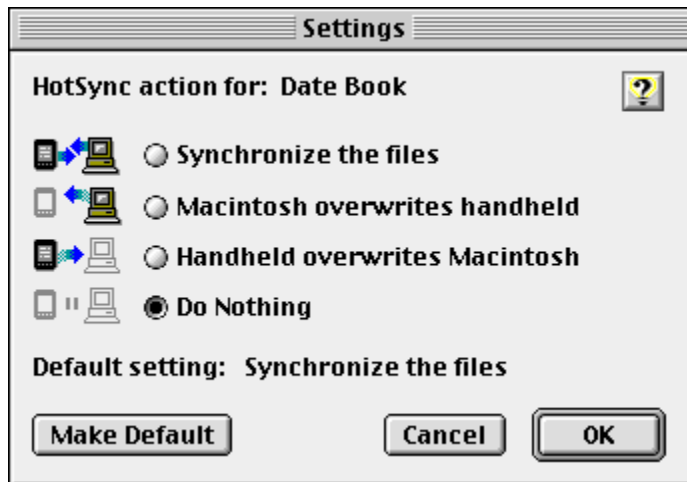 Settings
HotSync action for: Date Book
?
Synchronize the files
Macintosh overwrites handheld
Handheld overwrites Macintosh
Do Nothing
Default setting: Synchronize the files
Make Default
Cancel
OK